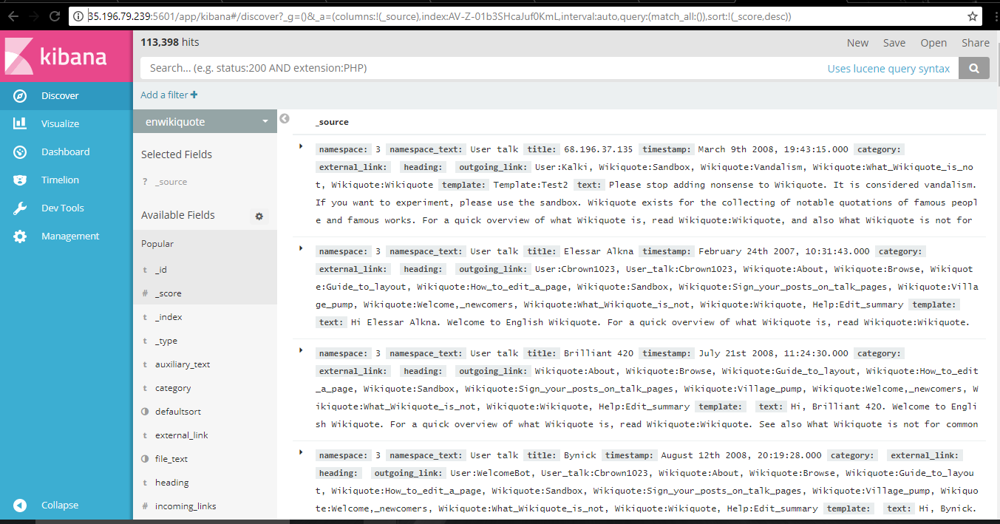 35.196.79.239:5601/app/kibana#/discover?_g=()&_a=(columns:!(_source),index:AV-Z-01b3SHcaJuf0KmL,interval:auto,query:(match_all:()),sort:!(_score,desc))
kibana
113,398 hits
New Save Open Share
Search... (e.g. status:200 AND extension:PHP)
Uses lucene query syntax
Add a filter +
Discover
Visualize
Dashboard
Timelion
Dev Tools
Management
Collapse
enwikiquote
Selected Fields
? _source
Available Fields
Popular
t _id
# _score
t _index
t _type
t auxiliary_text
t category
defaultsort
t external_link
file_text
t heading
# incoming_links
_source
namespace: 3 namespace_text: User talk title: 68.196.37.135 timestamp: March 9th 2008, 19:43:15.000 category:
external_link: heading: outgoing_link: User:Kalki, Wikiquote:Sandbox, Wikiquote:Vandalism, Wikiquote:What_Wikiquote_is_no
t, Wikiquote:Wikiquote template: Template:Test2 text: Please stop adding nonsense to Wikiquote. It is considered vandalism.
If you want to experiment, please use the sandbox. Wikiquote exists for the collecting of notable quotations of famous peopl
e and famous works. For a quick overview of what Wikiquote is, read Wikiquote:Wikiquote, and also What Wikiquote is not for
namespace: 3 namespace_text: User talk title: Elessar Alkna timestamp: February 24th 2007, 10:31:43.000 category:
external_link: heading: outgoing_link: User:Cbrown1023, User_talk:Cbrown1023, Wikiquote:About, Wikiquote:Browse, Wikiquot
e:Guide_to_layout, Wikiquote:How_to_edit_a_page, Wikiquote:Sandbox, Wikiquote:Sign_your_posts_on_talk_pages, Wikiquote:Villa
ge_pump, Wikiquote:Welcome,_newcomers, Wikiquote:What_Wikiquote_is_not, Wikiquote:Wikiquote, Help:Edit_summary template:
text: Hi Elessar Alkna. Welcome to English Wikiquote. For a quick overview of what Wikiquote is, read Wikiquote:Wikiquote.
namespace: 3 namespace_text: User talk title: Brilliant 420 timestamp: July 21st 2008, 11:24:30.000 category:
external_link: heading: outgoing_link: Wikiquote:About, Wikiquote:Browse, Wikiquote:Guide_to_layout, Wikiquote:How_to_edit
_a_page, Wikiquote:Sandbox, Wikiquote:Sign_your_posts_on_talk_pages, Wikiquote:Village_pump, Wikiquote:Welcome,_newcomers, W
ikiquote:What_Wikiquote_is_not, Wikiquote:Wikiquote, Help:Edit_summary template: text: Hi, Brilliant 420. Welcome to Engli
sh Wikiquote. For a quick overview of what Wikiquote is, read Wikiquote:Wikiquote. See also What Wikiquote is not for common
namespace: 3 namespace_text: User talk title: Bynick timestamp: August 12th 2008, 20:19:28.000 category: external_link:
heading: outgoing_link: User:WelcomeBot, User_talk:Cbrown1023, Wikiquote:About, Wikiquote:Browse, Wikiquote:Guide_to_layou
t, Wikiquote:How_to_edit_a_page, Wikiquote:Sandbox, Wikiquote:Sign_your_posts_on_talk_pages, Wikiquote:Village_pump, Wikiquo
te:Welcome,_newcomers, Wikiquote:What_Wikiquote_is_not, Wikiquote:Wikiquote, Help:Edit_summary template: text: Hi, Bynick.